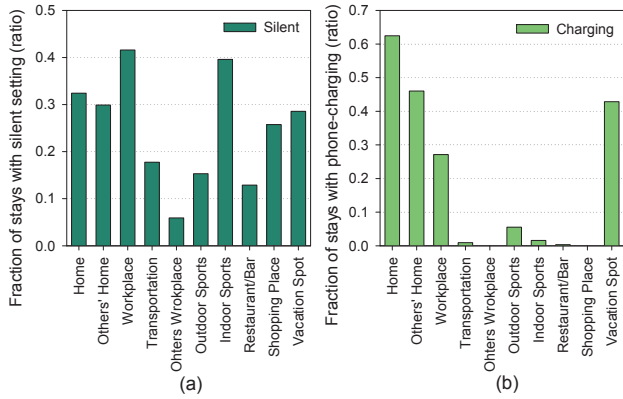 Fraction of stays with silent setting (ratio)
0.5
0.4
0.3
0.2
0.1
0.0
Silent
Home
Others' Home
Workplace
Transportation
Ohters Wrokplace
Outdoor Sports
Indoor Sports
Restaurant/Bar
Shopping Place
Vacation Spot
(a)
Fraction of stays with phone-charging (ratio)
0.7
0.6
0.5
0.4
0.3
0.2
0.1
0.0
Charging
Home
Others' Home
Workplace
Transportation
Ohters Wrokplace
Outdoor Sports
Indoor Sports
Restaurant/Bar
Shopping Place
Vacation Spot
(b)